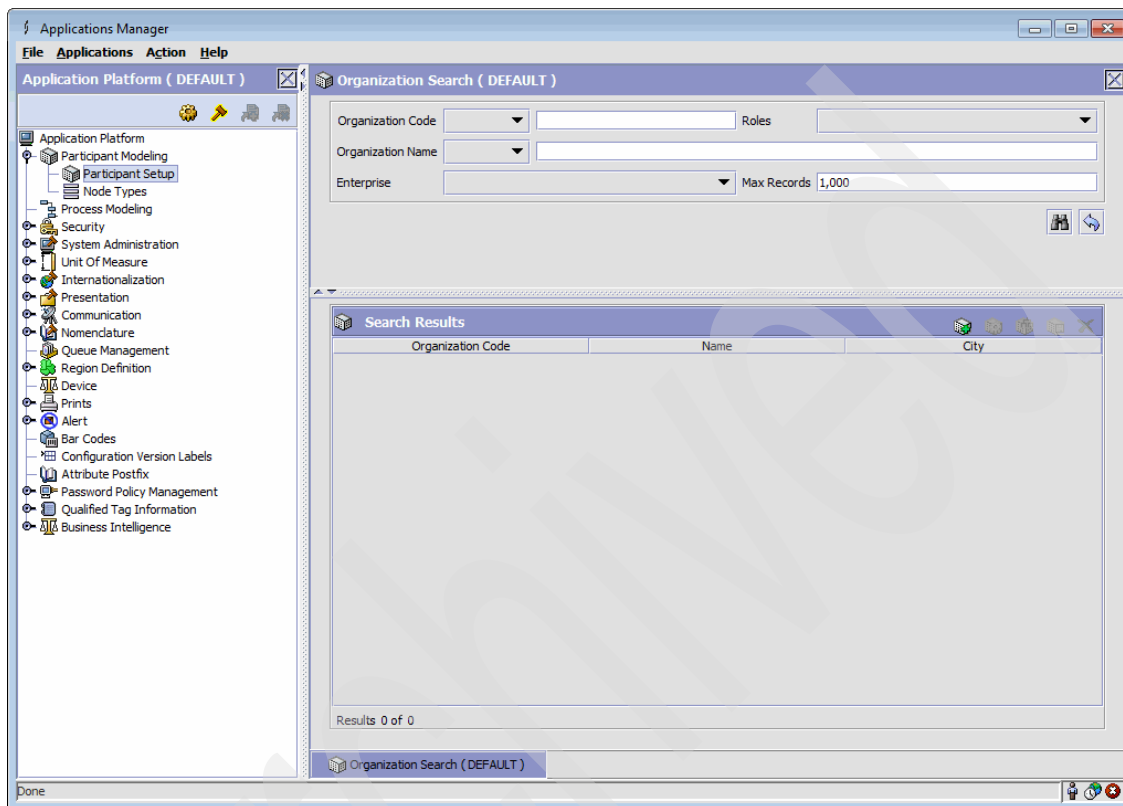 Applications Manager
File Applications Action Help
Application Platform ( DEFAULT )
Application Platform
Participant Modeling
Participant Setup
Node Types
Process Modeling
Security
System Administration
Unit Of Measure
Internationalization
Presentation
Communication
Nomenclature
Queue Management
Region Definition
Device
Prints
Alert
Bar Codes
Configuration Version Labels
Attribute Postfix
Password Policy Management
Qualified Tag Information
Business Intelligence
Organization Search ( DEFAULT )
Organization Code Roles
Organization Name
Enterprise Max Records 1,000
Search Results
Organization Code Name City
Results 0 of 0
Organization Search ( DEFAULT )
Done